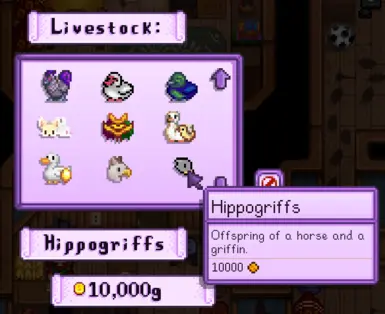 Livestock:
Hippogriffs
Offspring of a horse and a
griffin.
10000
Hippogriffs
10,000g